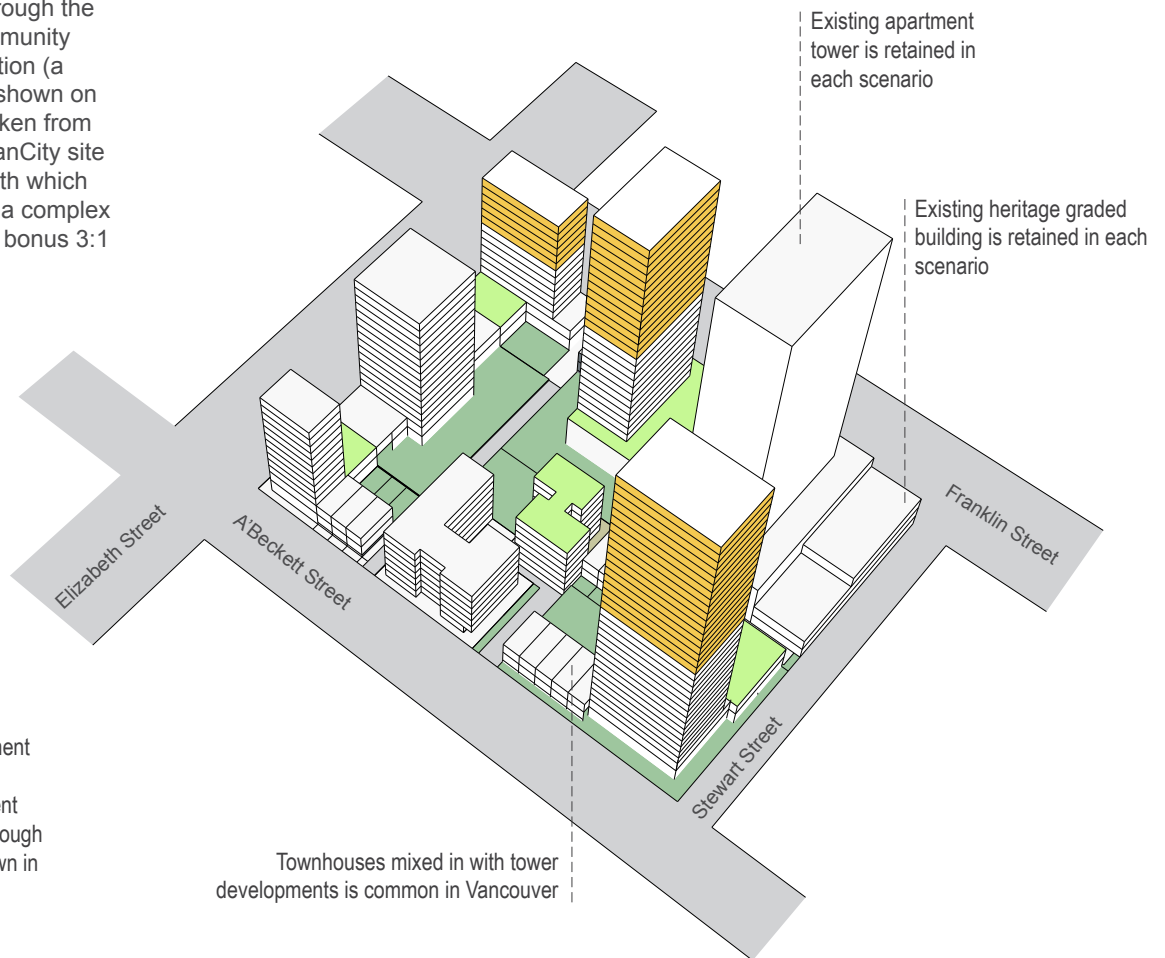 rough the
munity
tion (a
shown on
ken from
anCity site
th which
a complex
bonus 3:1
Existing apartment
tower is retained in
each scenario
Existing heritage graded
building is retained in each
scenario
Franklin Street
Elizabeth Street
A'Beckett Street
Stewart Street
Townhouses mixed in with tower
developments is common in Vancouver
ment
ent
ough
wn in